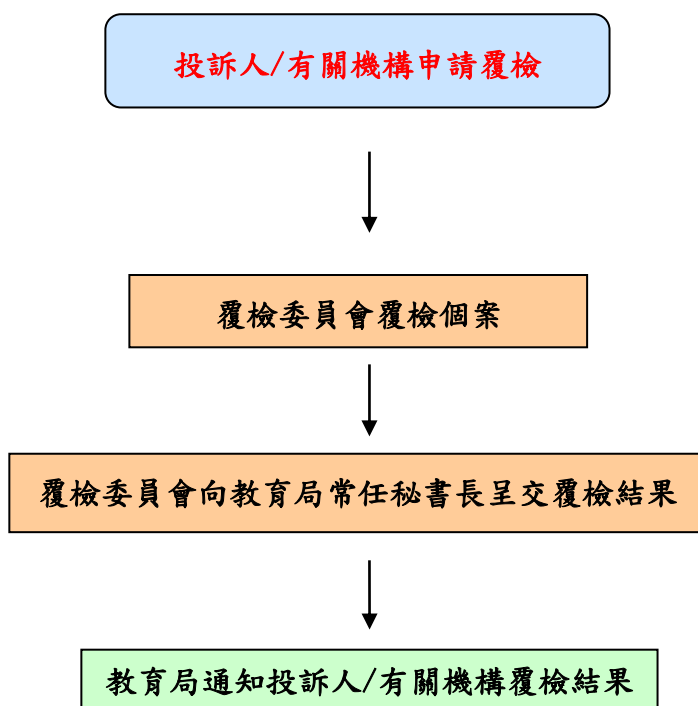 投訴人/有關機構申請覆檢
覆檢委員會覆檢個案
覆檢委員會向教育局常任秘書長呈交覆檢結果
教育局通知投訴人/有關機構覆檢結果